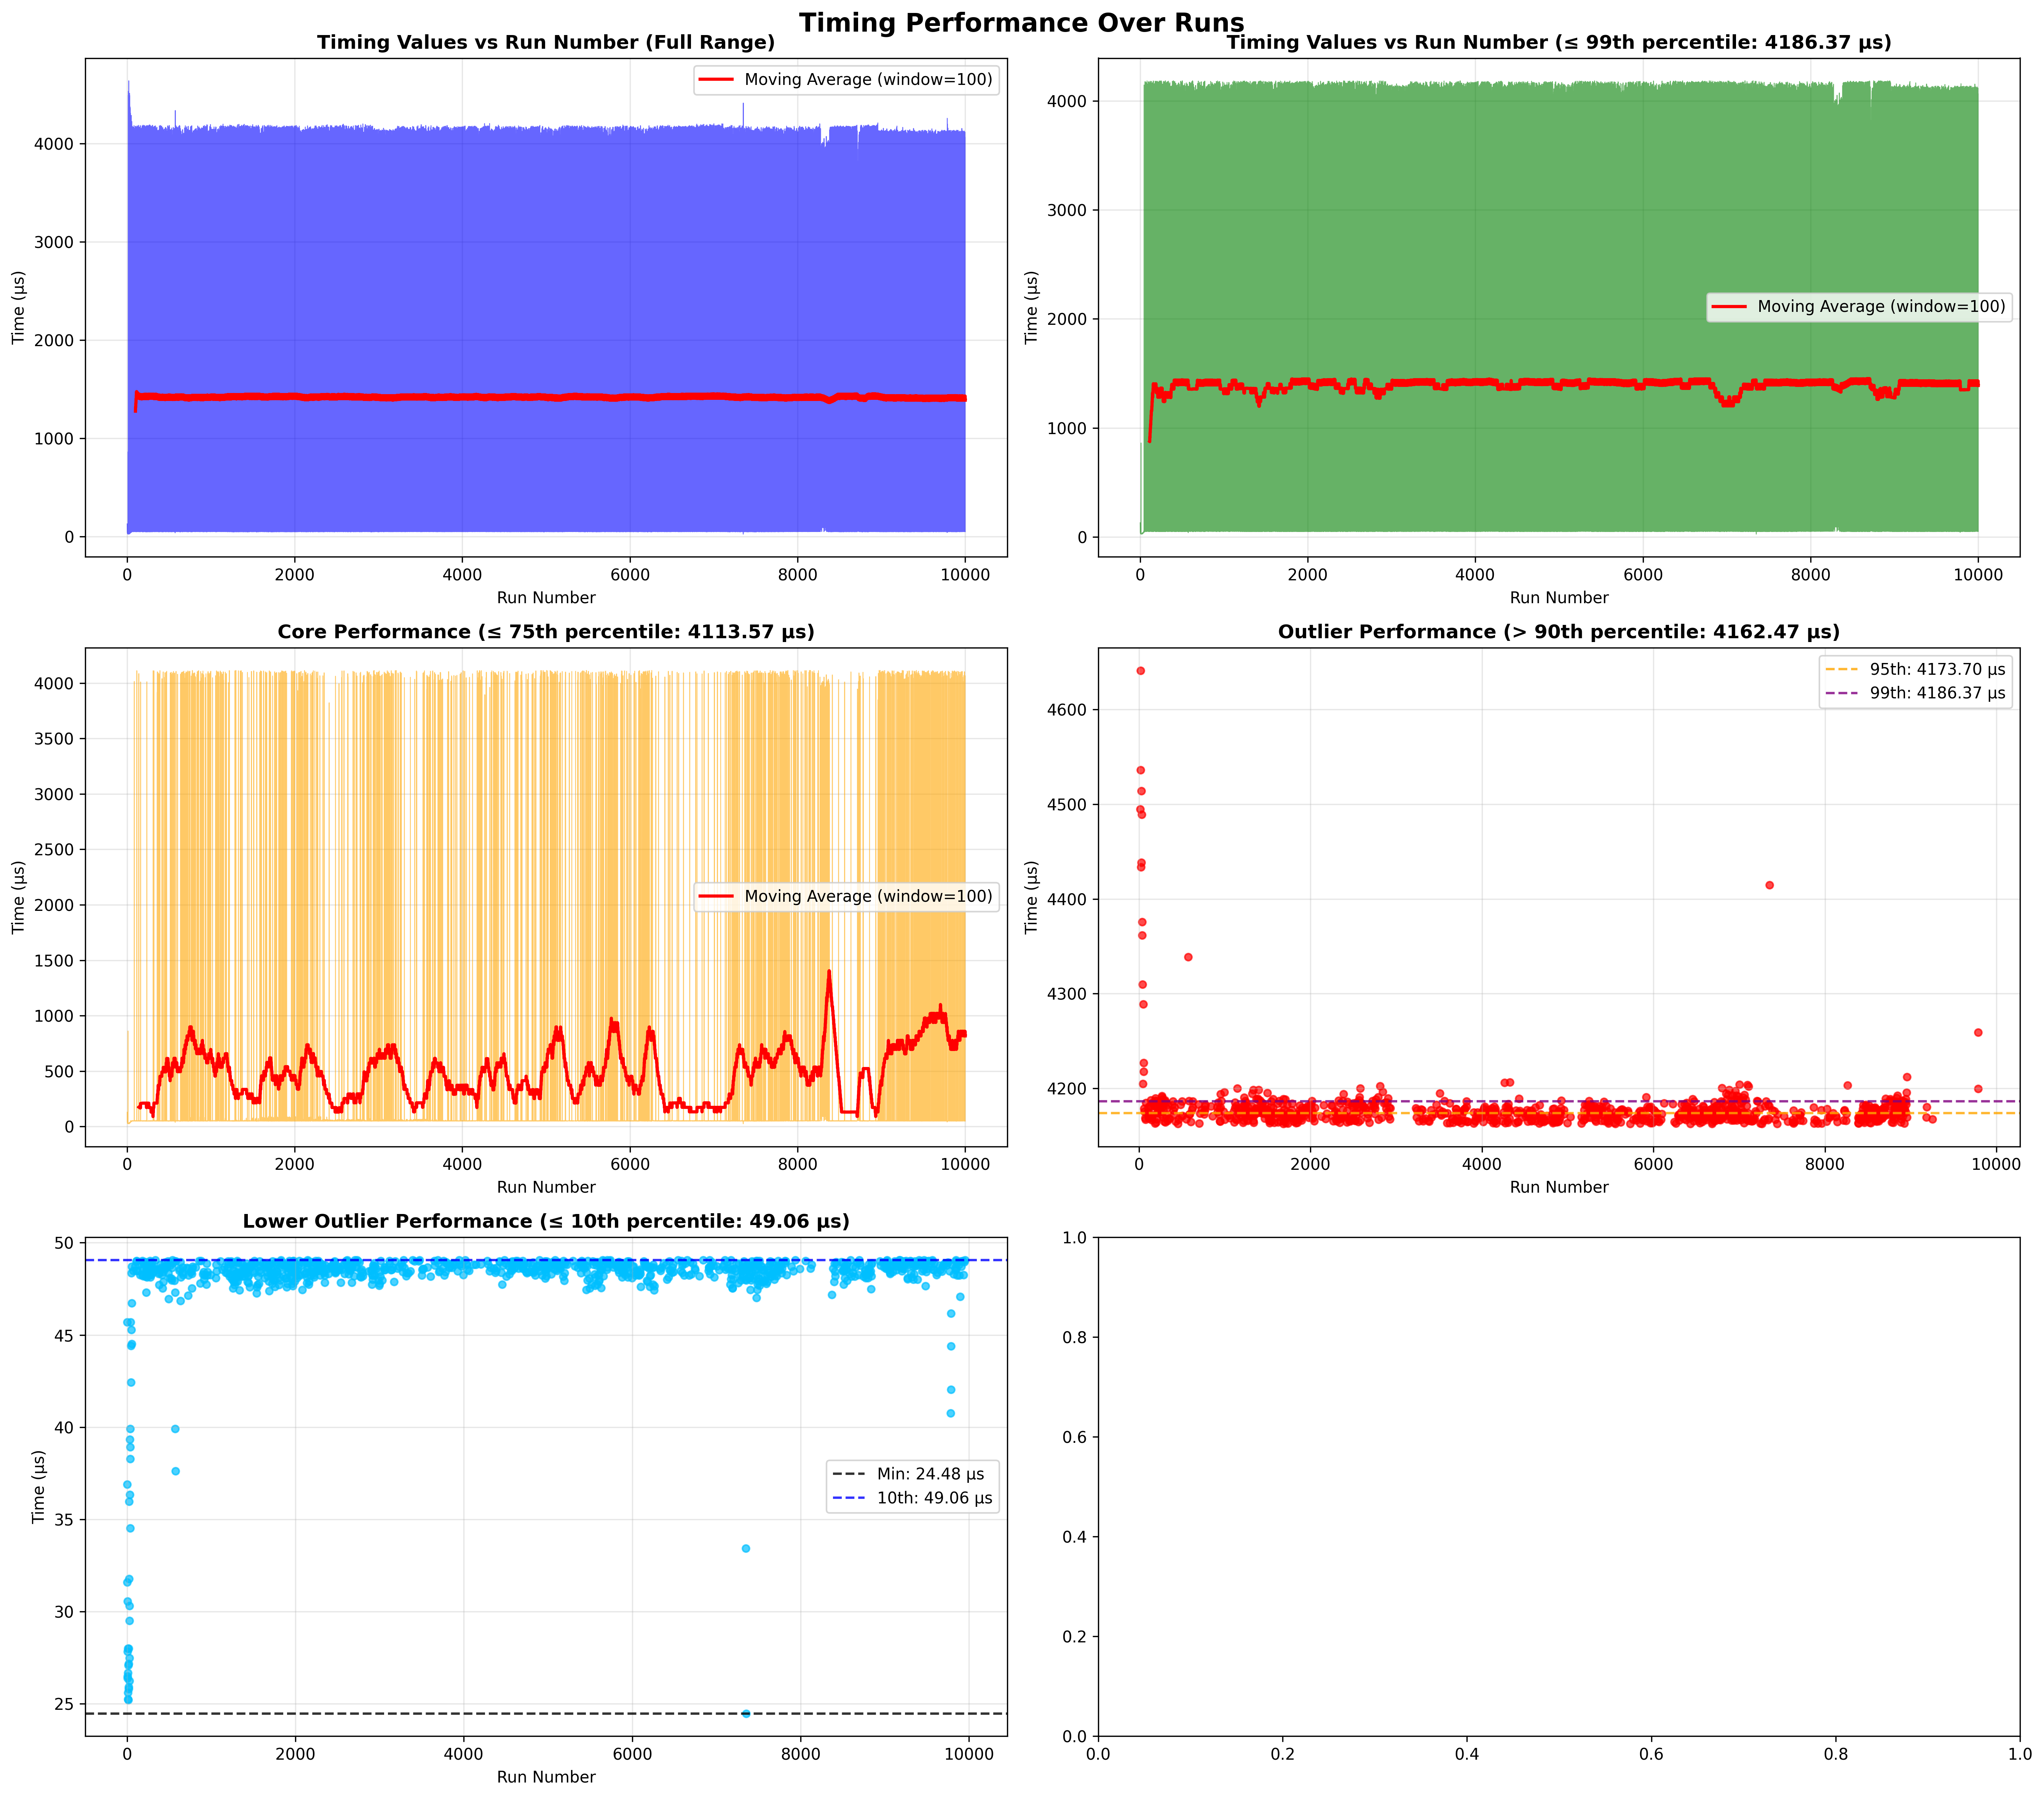 Timing Performance Over Runs
Timing Values vs Run Number (Full Range)
Moving Average (window=100)
Time (µs)
4000
3000
2000
1000
0
0 2000 4000 6000 8000 10000
Run Number
Timing Values vs Run Number (≤ 99th percentile: 4186.37 µs)
Moving Average (window=100)
Time (µs)
4000
3000
2000
1000
0
0 2000 4000 6000 8000 10000
Run Number
Core Performance (≤ 75th percentile: 4113.57 µs)
Moving Average (window=100)
Time (µs)
4000
3500
3000
2500
2000
1500
1000
500
0
0 2000 4000 6000 8000 10000
Run Number
Outlier Performance (> 90th percentile: 4162.47 µs)
95th: 4173.70 µs
99th: 4186.37 µs
Time (µs)
4600
4500
4400
4300
4200
0 2000 4000 6000 8000 10000
Run Number
Lower Outlier Performance (≤ 10th percentile: 49.06 µs)
Min: 24.48 µs
10th: 49.06 µs
Time (µs)
50
45
40
35
30
25
0 2000 4000 6000 8000 10000
Run Number
1.0
0.8
0.6
0.4
0.2
0.0
0.0 0.2 0.4 0.6 0.8 1.0